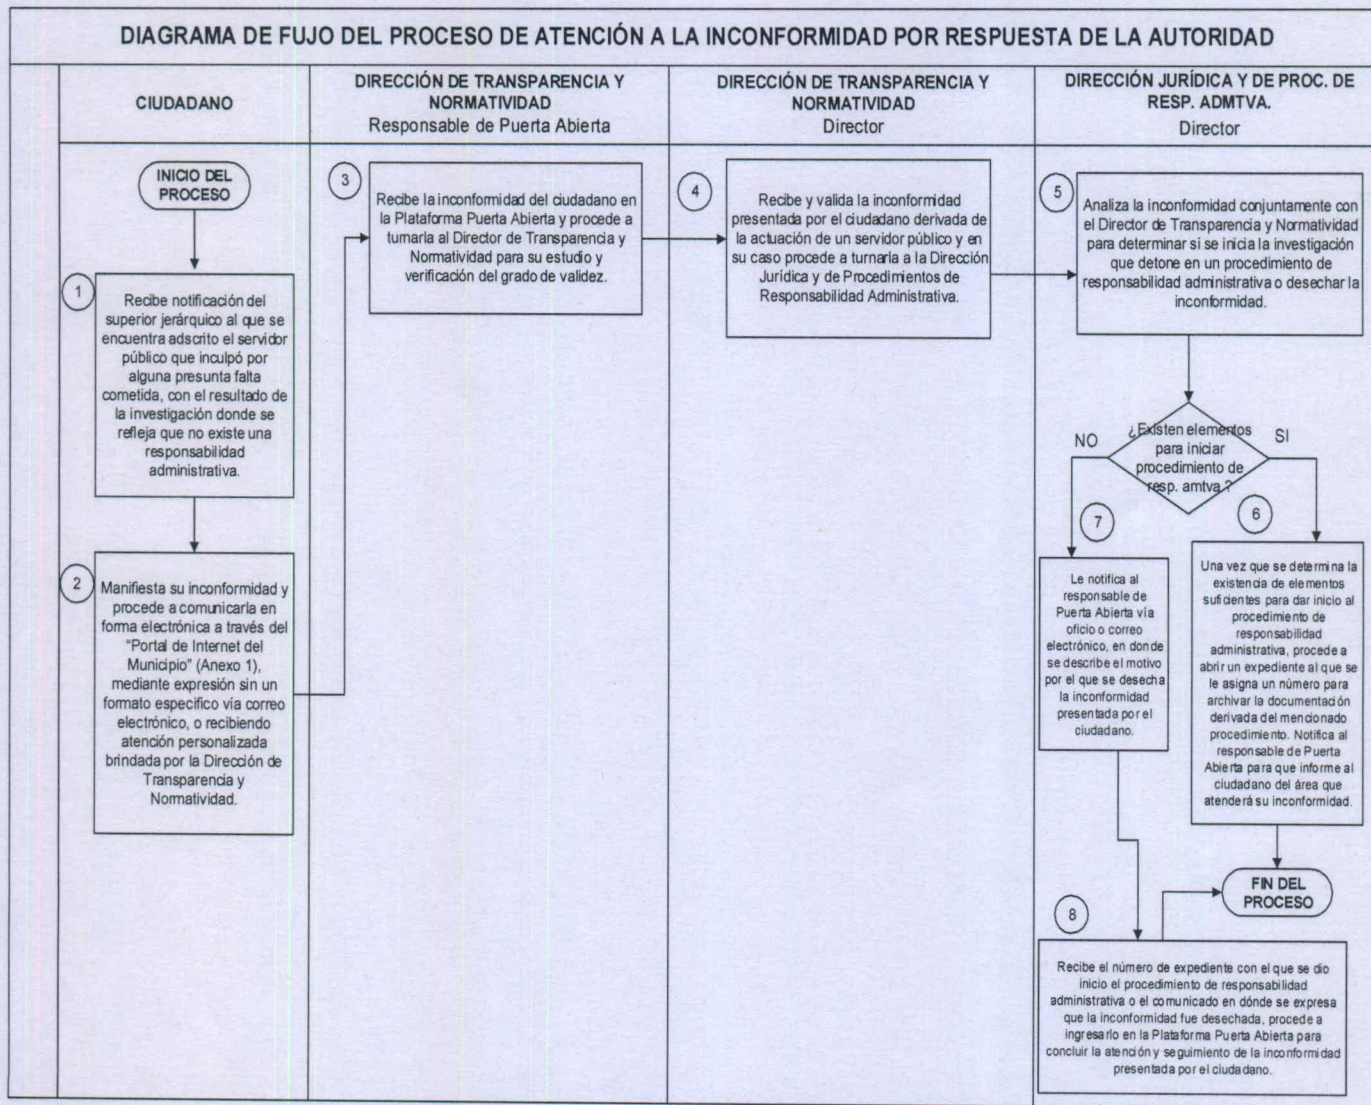 DIAGRAMA DE FUJO DEL PROCESO DE ATENCIÓN A LA INCONFORMIDAD POR RESPUESTA DE LA AUTORIDAD
CIUDADANO
DIRECCIÓN DE TRANSPARENCIA Y
NORMATIVIDAD
Responsable de Puerta Abierta
DIRECCIÓN DE TRANSPARENCIA Y
NORMATIVIDAD
Director
DIRECCIÓN JURÍDICA Y DE PROC. DE
RESP. ADMTVA.
Director
INICIO DEL
PROCESO
1
Recibe notificación del
superior jerárquico al que se
encuentra adscrito el servidor
público que inculpó por
alguna presunta falta
cometida, con el resultado de
la investigación donde se
refleja que no existe una
responsabilidad
administrativa.
2
Manifiesta su inconformidad y
procede a comunicarla en
forma electrónica a través del
"Portal de Internet del
Municipio" (Anexo 1),
mediante expresión sin un
formato especifico vía correo
electrónico, o recibiendo
atención personalizada
brindada por la Dirección de
Transparencia y
Normatividad.
3
Recibe la inconformidad del ciudadano en
la Plataforma Puerta Abierta y procede a
turnarla al Director de Transparencia y
Normatividad para su estudio y
verificación del grado de validez.
4
Recibe y valida la inconformidad
presentada por el ciudadano derivada de
la actuación de un servidor público y en
su caso procede a turnarla a la Dirección
Jurídica y de Procedimientos de
Responsabilidad Administrativa.
5
Analiza la inconformidad conjuntamente con
el Director de Transparencia y Normatividad
para determinar si se inicia la investigación
que detone en un procedimiento de
responsabilidad administrativa o desechar la
inconformidad.
¿Existen elementos
para iniciar
procedimiento de
resp. amtva ?
NO
SI
7
Le notifica al
responsable de
Puerta Abierta vía
oficio o correo
electrónico, en donde
se describe el motivo
por el que se desecha
la inconformidad
presentada por el
ciudadano.
6
Una vez que se determina la
existencia de elementos
suficientes para dar inicio al
procedimiento de
responsabilidad
administrativa, procede a
abrir un expediente al que se
le asigna un número para
archivar la documentación
derivada del mencionado
procedimiento. Notifica al
responsable de Puerta
Abierta para que informe al
ciudadano del área que
atenderá su inconformidad.
FIN DEL
PROCESO
8
Recibe el número de expediente con el que se dio
inicio el procedimiento de responsabilidad
administrativa o el comunicado en dónde se expresa
que la inconformidad fue desechada, procede a
ingresarlo en la Plataforma Puerta Abierta para
concluir la atención y seguimiento de la inconformidad
presentada por el ciudadano.